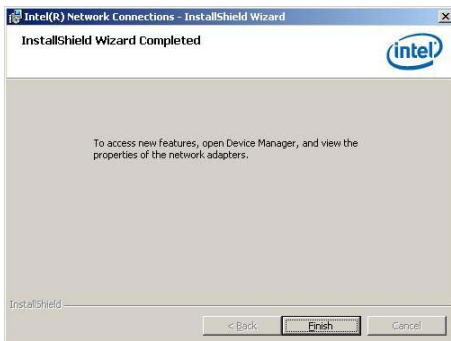 Intel(R) Network Connections - InstallShield Wizard
InstallShield Wizard Completed
intel
To access new features, open Device Manager, and view the
properties of the network adapters.
InstallShield
< Back
Finish
Cancel